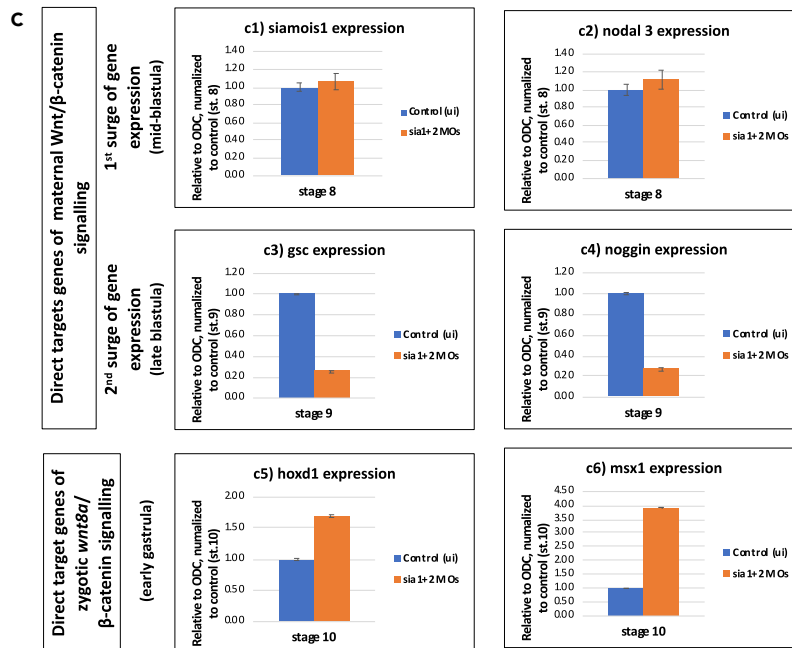 C
Direct targets genes of maternal Wnt/β-catenin
signalling
1st surge of gene
expression
(mid-blastula)
c1) siamois1 expression
Relative to ODC, numalized
to control (st. 8)
1.40
1.20
1.00
0.80
0.60
0.40
0.20
0.00
stage 8
Control (ui)
sia1+2 MOs
c2) nodal 3 expression
Relative to ODC, numalized
to control (st. 8)
1.40
1.20
1.00
0.80
0.60
0.40
0.20
0.00
stage 8
Control (ui)
sia1+2 MOs
2nd surge of gene
expression
(late blastula)
c3) gsc expression
Relative to ODC, numalized
to control (st.9)
1.20
1.00
0.80
0.60
0.40
0.20
0.00
stage 9
Control (ui)
sia1+2 MOs
c4) noggin expression
Relative to ODC, numalized
to control (st.9)
1.20
1.00
0.80
0.60
0.40
0.20
0.00
stage 9
Control (ui)
sia1+2 MOs
Direct target genes of
zygotic wnt8a/
β-catenin signalling
(early gastrula)
c5) hoxd1 expression
Relative to ODC, numalized
to control (st.10)
2.00
1.50
1.00
0.50
0.00
stage 10
Control (ui)
sia1+2 MOs
c6) msx1 expression
Relative to ODC, numalized
to control (st.10)
4.50
4.00
3.50
3.00
2.50
2.00
1.50
1.00
0.50
0.00
stage 10
Control (ui)
sia1+2 MOs